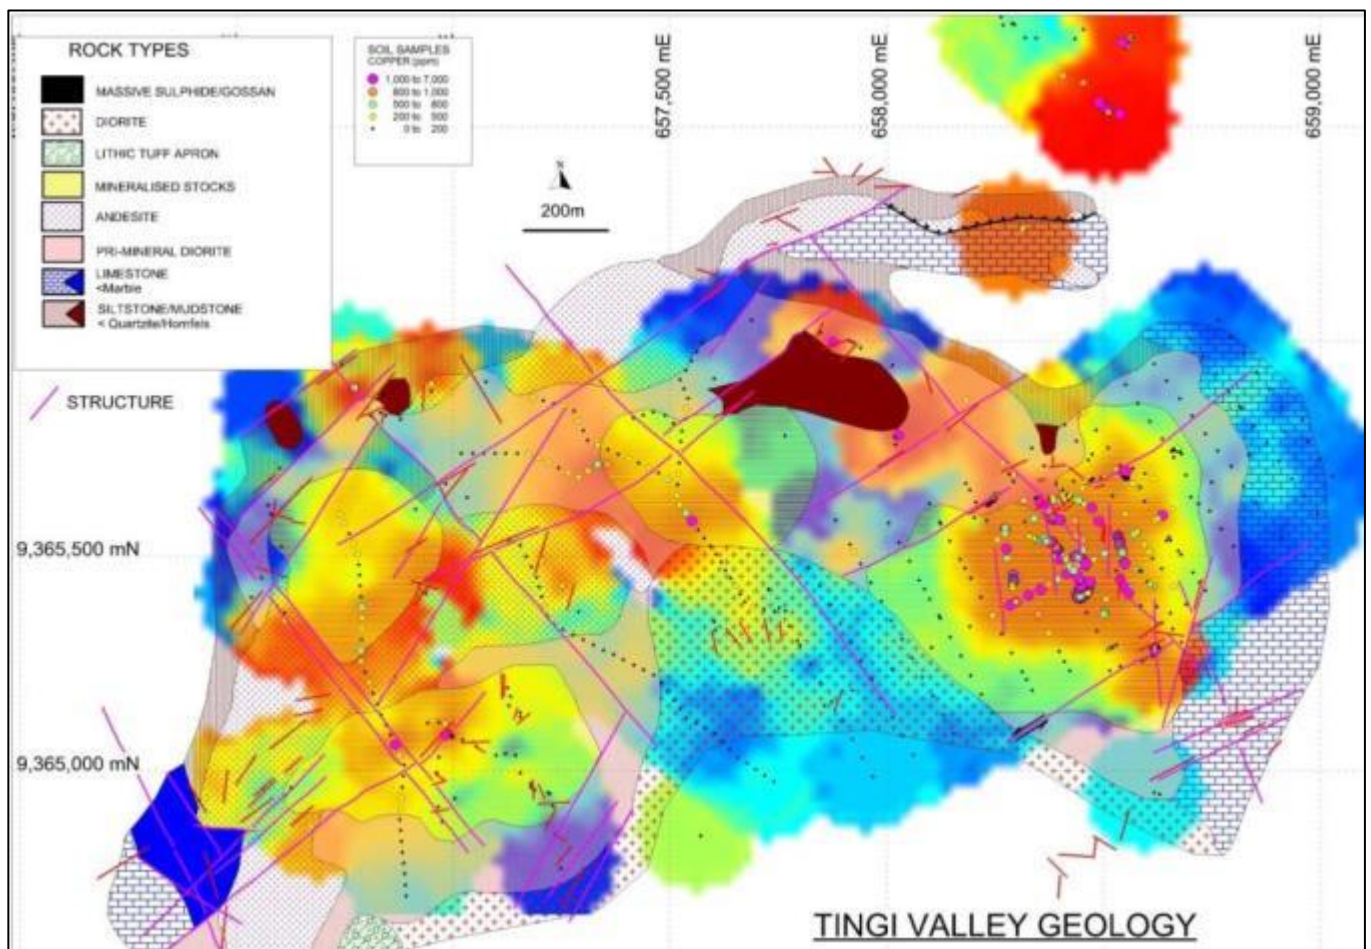 ROCK TYPES
MASSIVE SULPHIDE/GOSSAN
DIORITE
LITHIC TUFF APRON
MINERALISED STOCKS
ANDESITE
PRI-MINERAL DIORITE
LIMESTONE
<Marble
SILTSTONE/MUDSTONE
< Quartzite/Hornfels
STRUCTURE
SOIL SAMPLES
COPPER (ppm)
1,000 to 7,000
800 to 1,000
500 to 800
200 to 500
0 to 200
N
200m
657,500 mE
658,000 mE
659,000 mE
9,365,500 mN
9,365,000 mN
TINGI VALLEY GEOLOGY